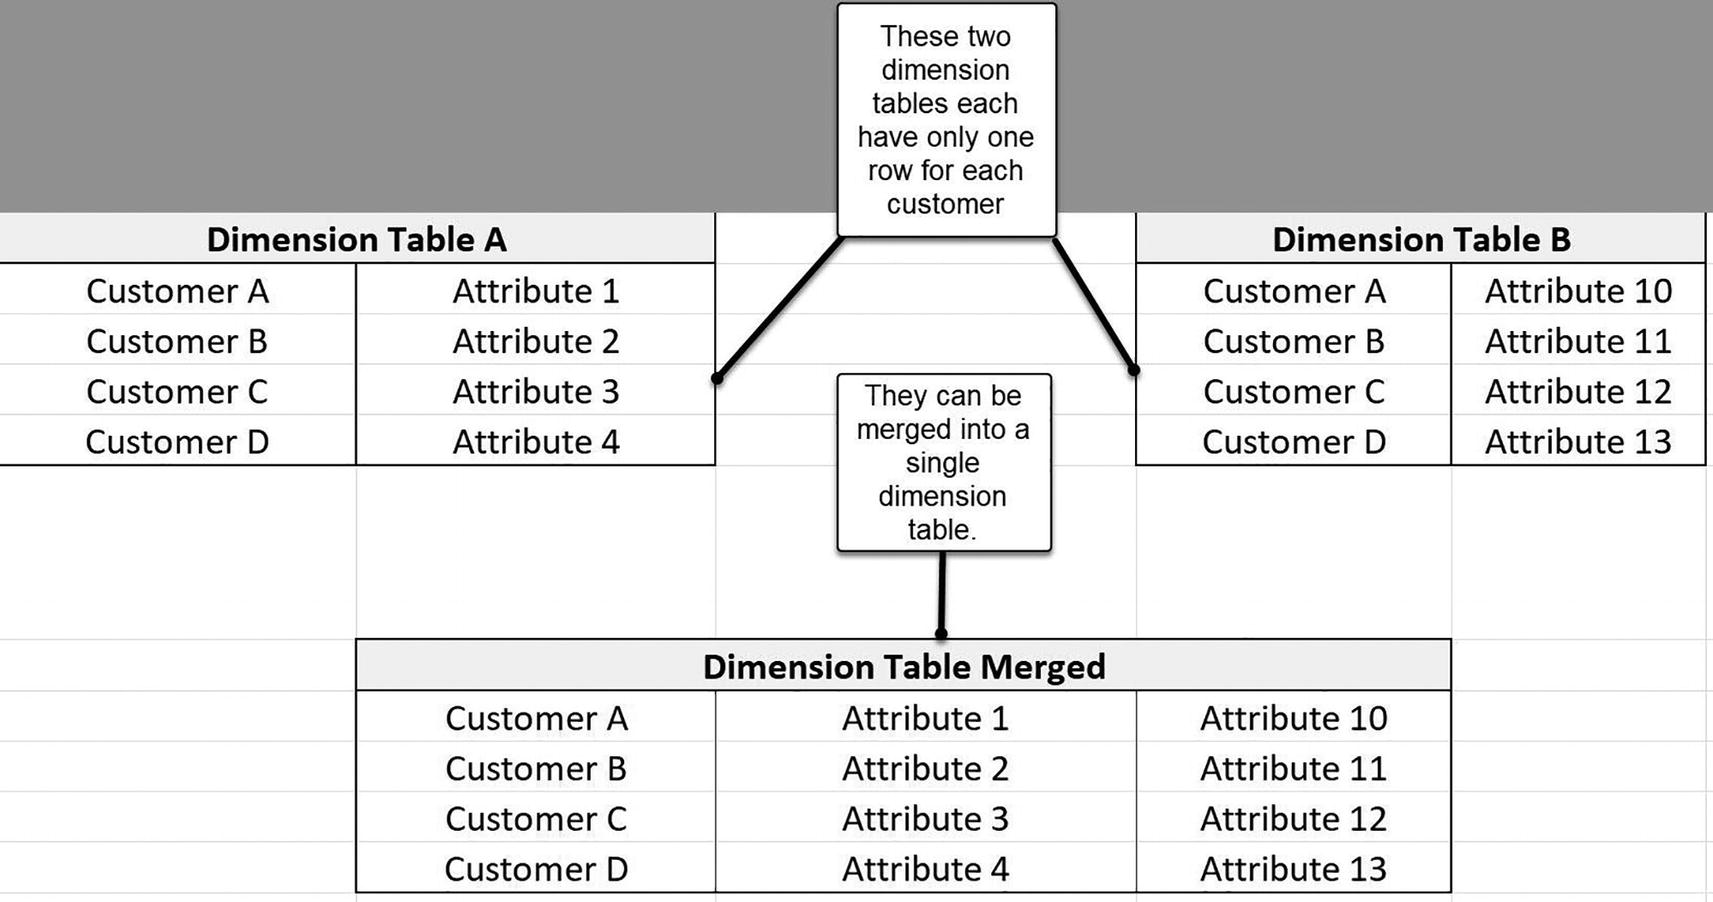 These two
dimension
tables each
have only one
row for each
customer
Dimension Table A
Customer A Attribute 1
Customer B Attribute 2
Customer C Attribute 3
Customer D Attribute 4
Dimension Table B
Customer A Attribute 10
Customer B Attribute 11
Customer C Attribute 12
Customer D Attribute 13
They can be
merged into a
single
dimension
table.
Dimension Table Merged
Customer A Attribute 1 Attribute 10
Customer B Attribute 2 Attribute 11
Customer C Attribute 3 Attribute 12
Customer D Attribute 4 Attribute 13